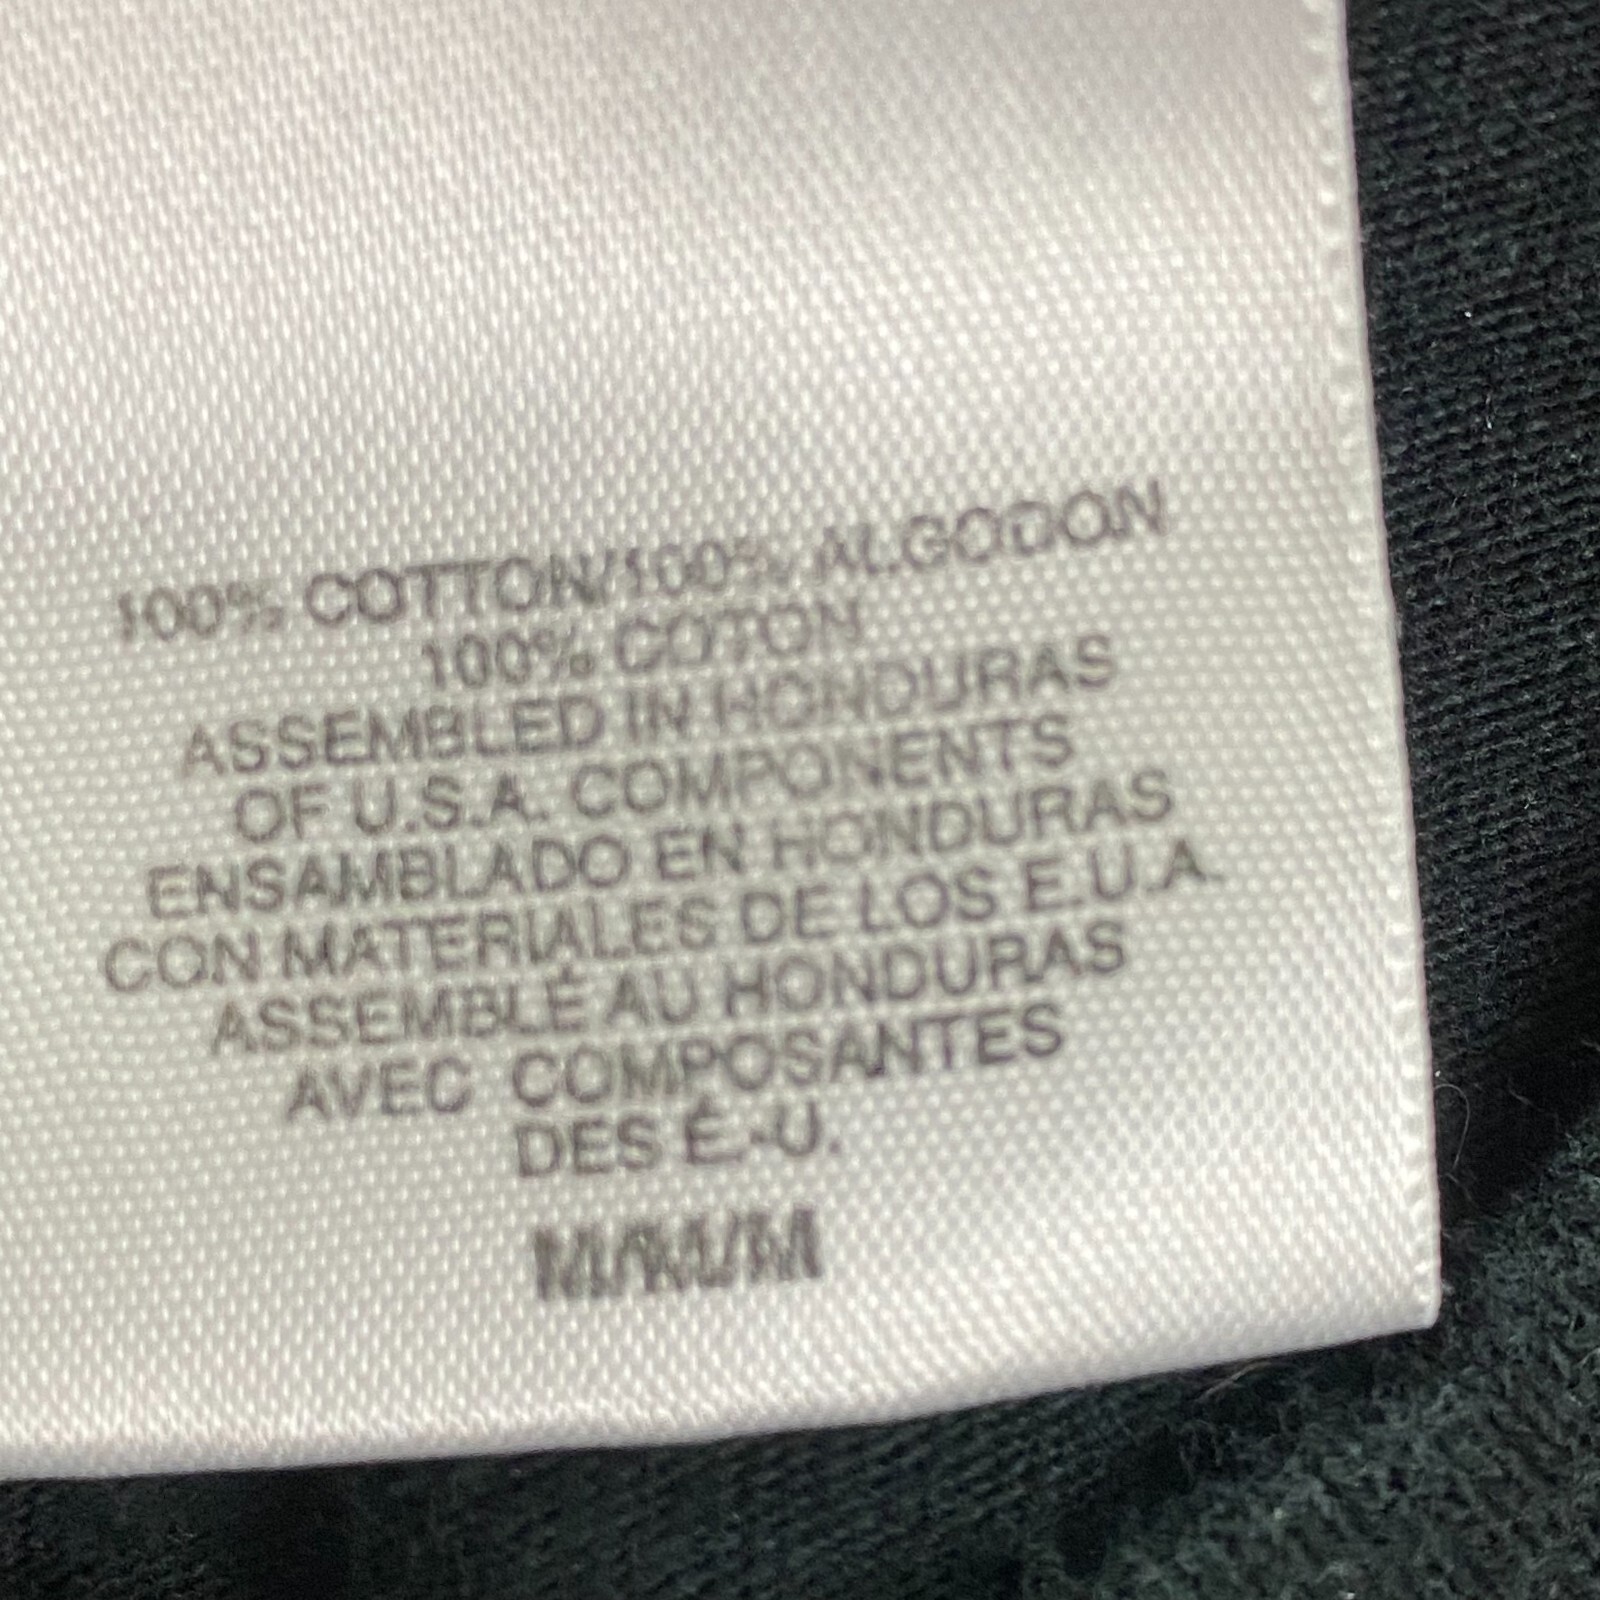 100% COTTON/100% ALGODON
100% COTON
ASSEMBLED IN HONDURAS
OF U.S.A. COMPONENTS
ENSAMBLADO EN HONDURAS
CON MATERIALES DE LOS E.U.A.
ASSEMBLÉ AU HONDURAS
AVEC COMPOSANTES
DES É.-U.
M/M/M